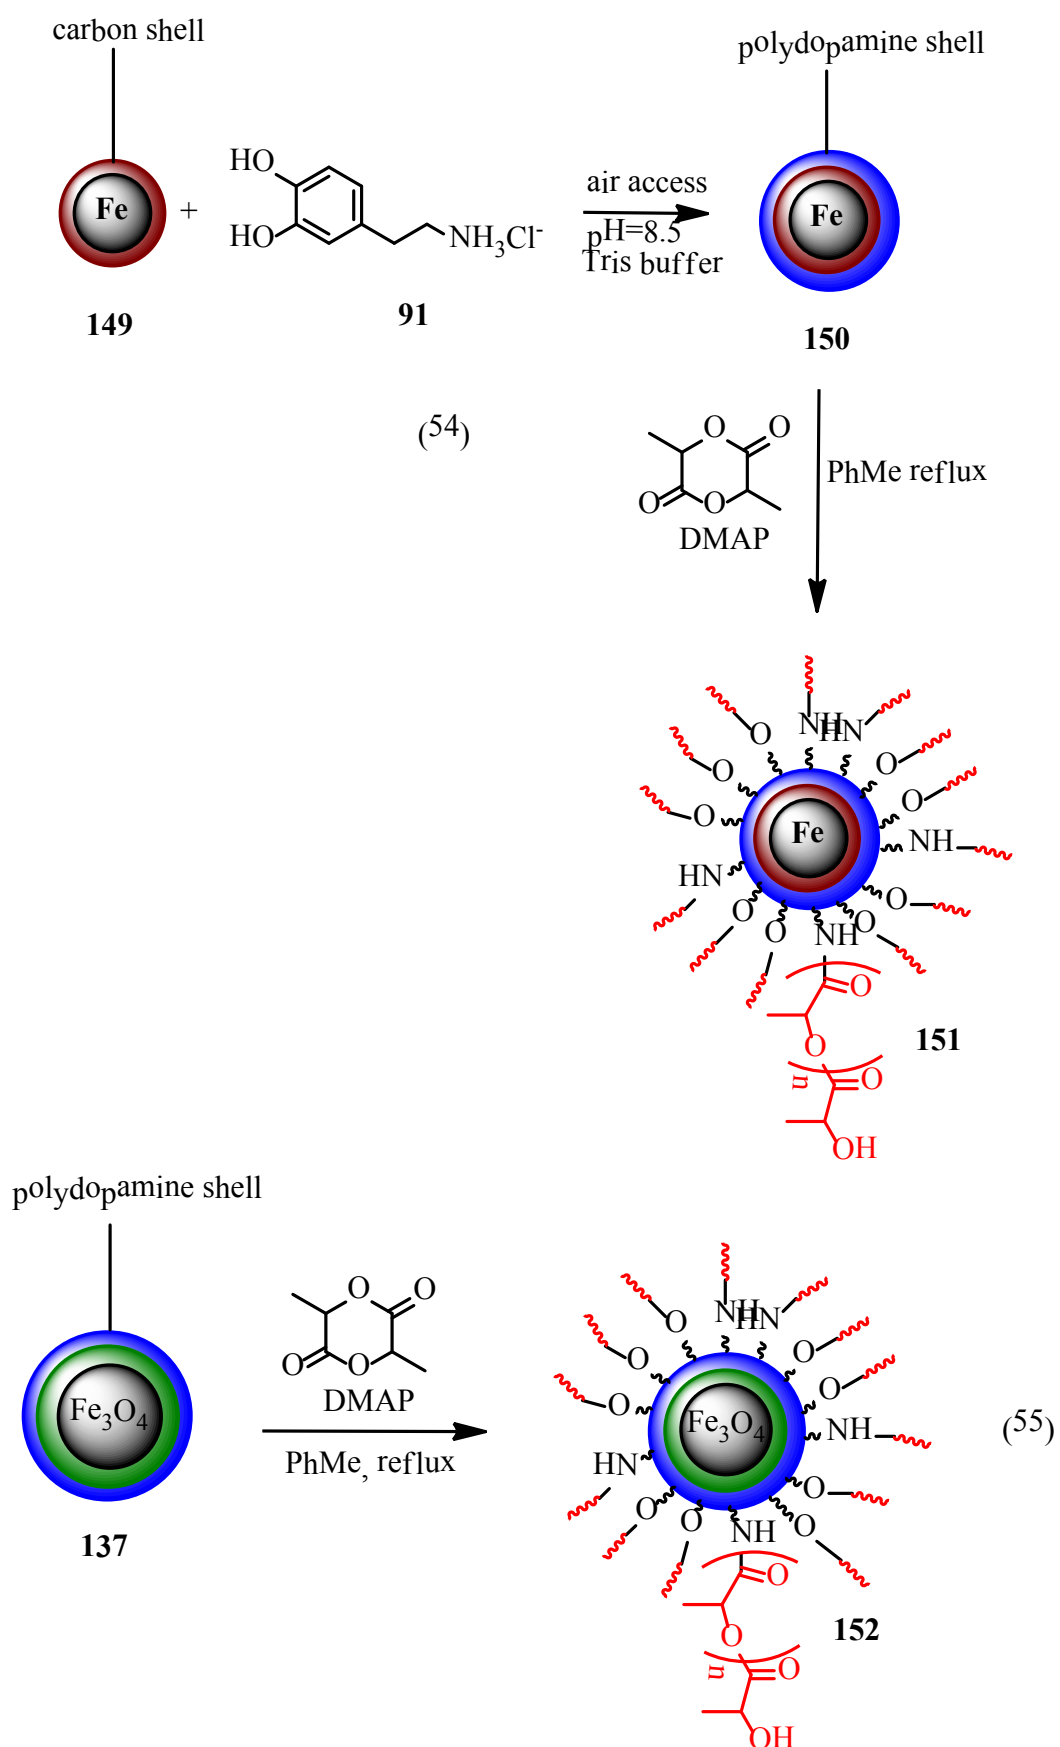 carbon shell
polydopamine shell
Fe
+
HO
HO
NH3Cl-
air access
pH=8.5
Tris buffer
Fe
149
91
150
(54)
O
O
O
O
DMAP
PhMe reflux
NH
HN
O
O
O
O
O
O
Fe
NH
HN
O
O
O
NH
O
O
O
n
O
OH
151
polydopamine shell
Fe3O4
137
O
O
O
O
DMAP
PhMe, reflux
NH
HN
O
O
O
O
O
Fe3O4
NH
HN
O
O
O
NH
O
O
O
n
O
OH
152
(55)